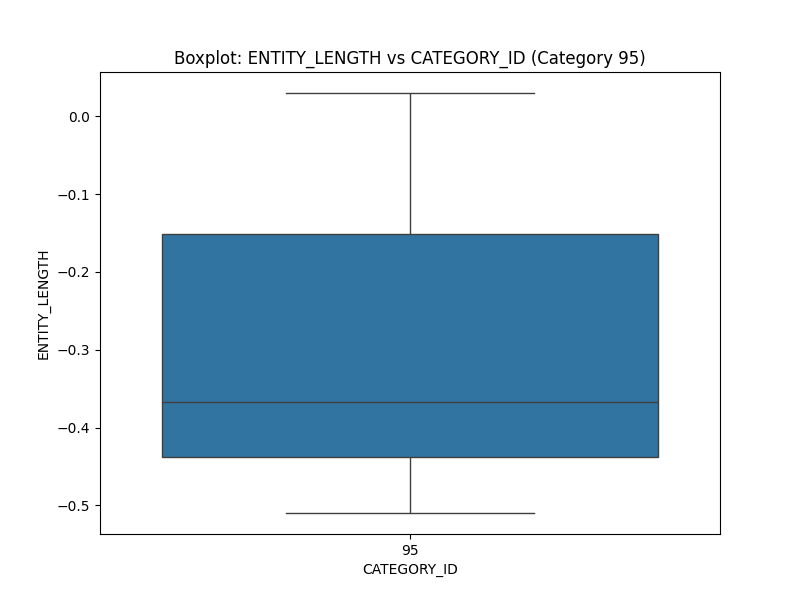 Boxplot: ENTITY_LENGTH vs CATEGORY_ID (Category 95)
0.0
−0.1
−0.2
−0.3
−0.4
−0.5
ENTITY_LENGTH
95
CATEGORY_ID